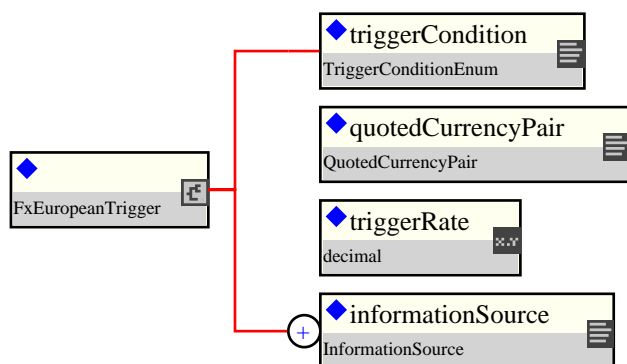 triggerCondition
TriggerConditionEnum
quotedCurrencyPair
QuotedCurrencyPair
FxEuropeanTrigger
triggerRate
x.y
decimal
+
informationSource
InformationSource